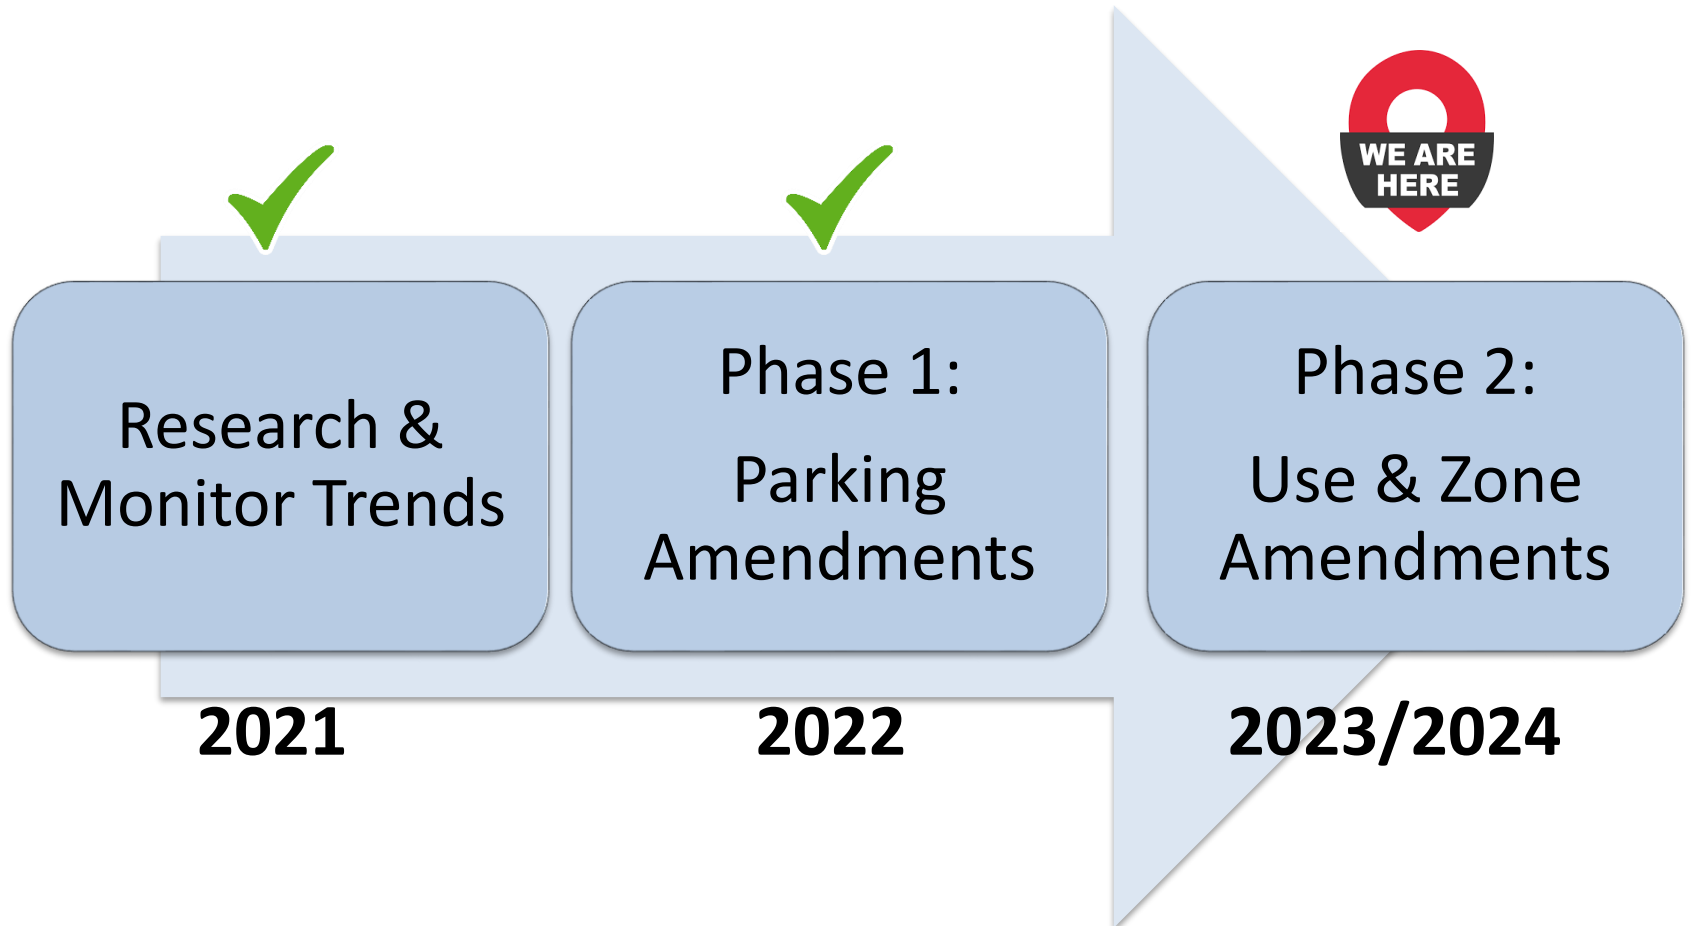 WE ARE
HERE
Research &
Monitor Trends
Phase 1:
Parking
Amendments
Phase 2:
Use & Zone
Amendments
2021
2022
2023/2024